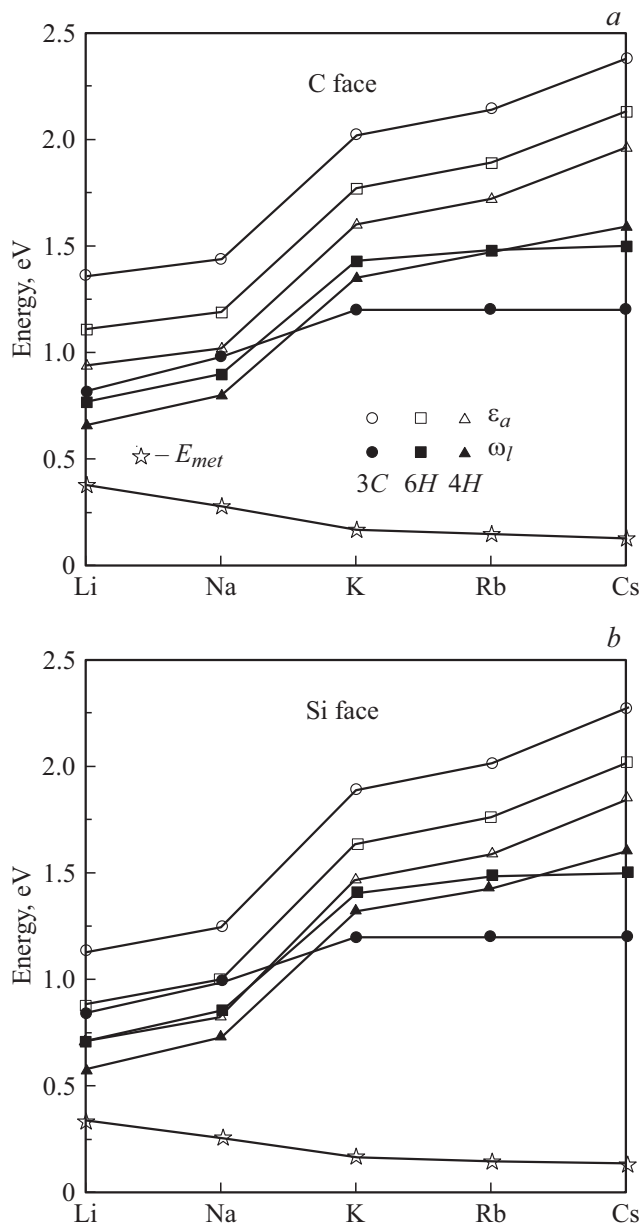 a
2.5
C face
2.0
1.5
Energy, eV
1.0
εₐ
ωₗ
0.5
☆ – E_met
3C 6H 4H
0
Li Na K Rb Cs
b
2.5
Si face
2.0
1.5
Energy, eV
1.0
0.5
0
Li Na K Rb Cs